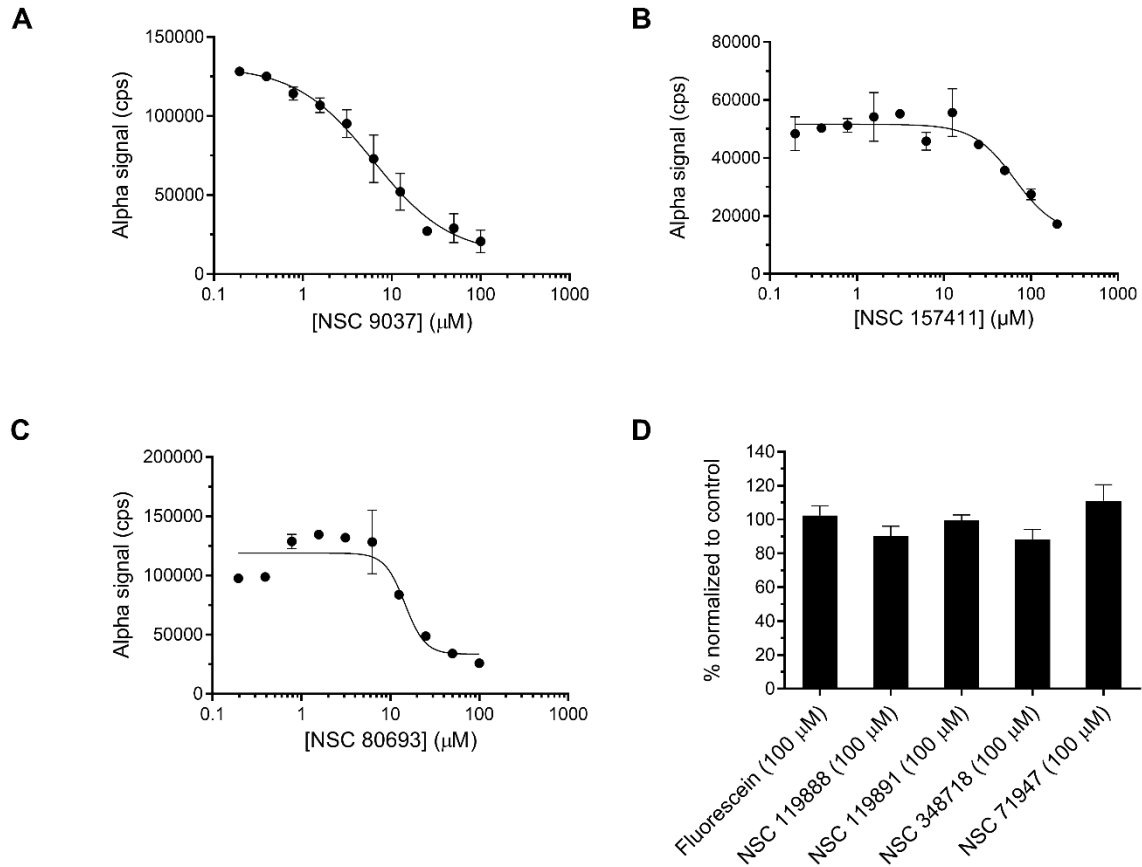 A
Alpha signal (cps)
150000
100000
50000
0
0.1 1 10 100 1000
[NSC 9037] (μM)
B
Alpha signal (cps)
80000
60000
40000
20000
0
0.1 1 10 100 1000
[NSC 157411] (μM)
C
Alpha signal (cps)
200000
150000
100000
50000
0
0.1 1 10 100 1000
[NSC 80693] (μM)
D
% normalized to control
140
120
100
80
60
40
20
0
Fluorescein (100 μM)
NSC 119888 (100 μM)
NSC 119891 (100 μM)
NSC 348718 (100 μM)
NSC 71947 (100 μM)